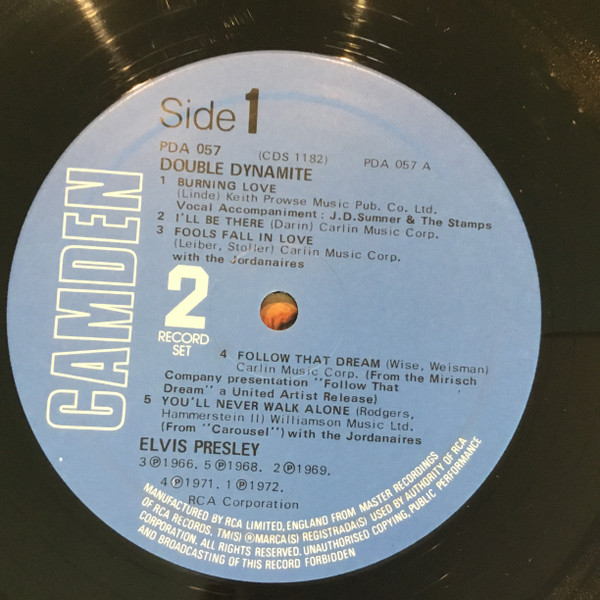 Side 1
PDA 057 (CDS 1182) PDA 057 A
DOUBLE DYNAMITE
1 BURNING LOVE
(Linde) Keith Prowse Music Pub. Co. Ltd.
Vocal Accompaniment : J.D.Sumner & The Stamps
2 I'LL BE THERE (Darin) Carlin Music Corp.
3 FOOLS FALL IN LOVE
(Leiber, Stoller) Carlin Music Corp.
with the Jordanaires
CAMDEN
2
RECORD
SET
4 FOLLOW THAT DREAM (Wise, Weisman)
Carlin Music Corp. (From the Mirisch
Company presentation "Follow That
Dream" a United Artist Release)
5 YOU'LL NEVER WALK ALONE (Rodgers,
Hammerstein II) Williamson Music Ltd.
(From "Carousel") with the Jordanaires
ELVIS PRESLEY
3 ℗1966. 5 ℗1968. 2 ℗1969.
4 ℗1971. 1 ℗1972.
RCA Corporation
MANUFACTURED BY RCA LIMITED, ENGLAND FROM MASTER RECORDINGS
OF RCA RECORDS. TM(S) ® MARCA(S) REGISTRADA(S) USED BY AUTHORITY OF RCA
CORPORATION. ALL RIGHTS RESERVED. UNAUTHORISED COPYING, PUBLIC PERFORMANCE
AND BROADCASTING OF THIS RECORD FORBIDDEN